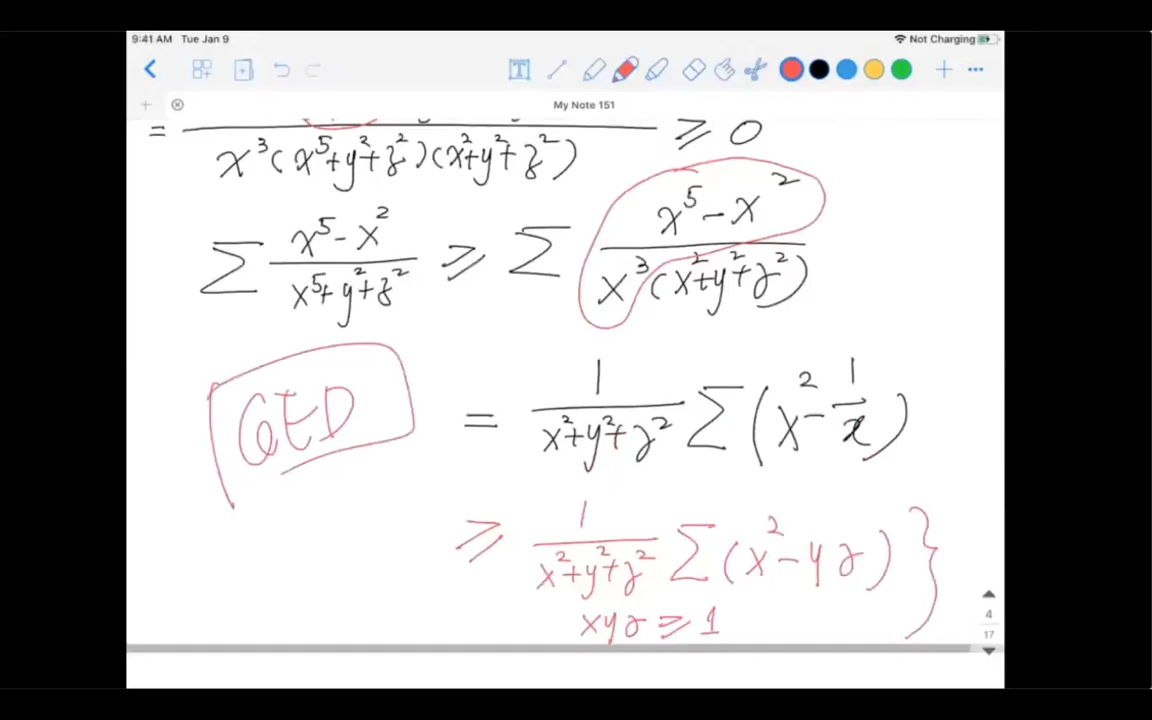 9:41 AM Tue Jan 9
Not Charging
My Note 151
= x³(x⁵+y²+z²)(x²+y²+z²) ≥ 0
∑ (x⁵-x²)/(x⁵+y²+z²) ≥ ∑ (x⁵-x²)/(x³(x²+y²+z²))
QED
= 1/(x²+y²+z²) ∑ (x² - 1/x)
≥ 1/(x²+y²+z²) ∑ (x²-yz) }
xyz ≥ 1
4
17